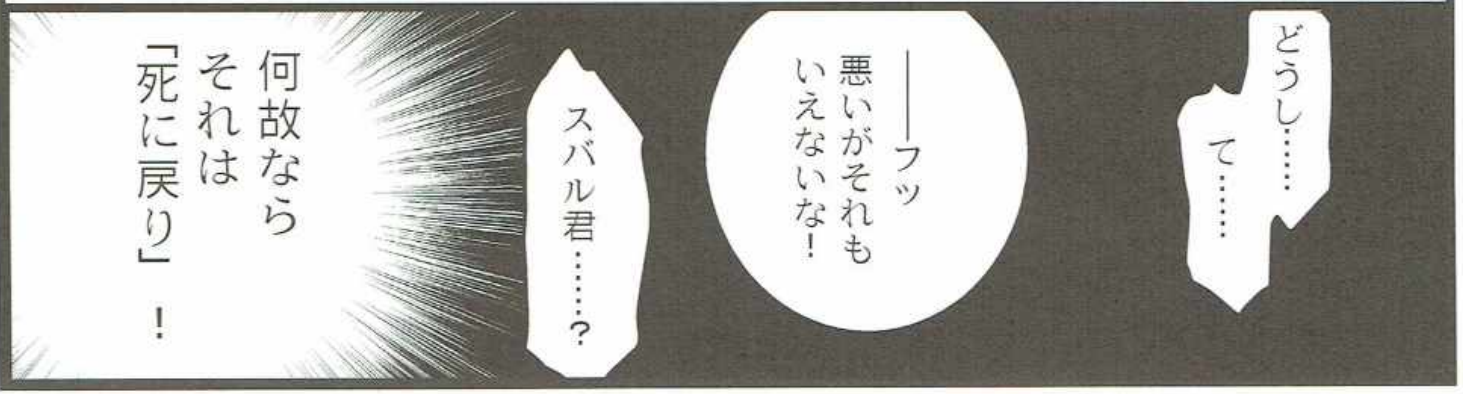 どうし……
て……
――フッ
悪いがそれも
いえないな！
スバル君……？
何故なら
それは
「死に戻り」！